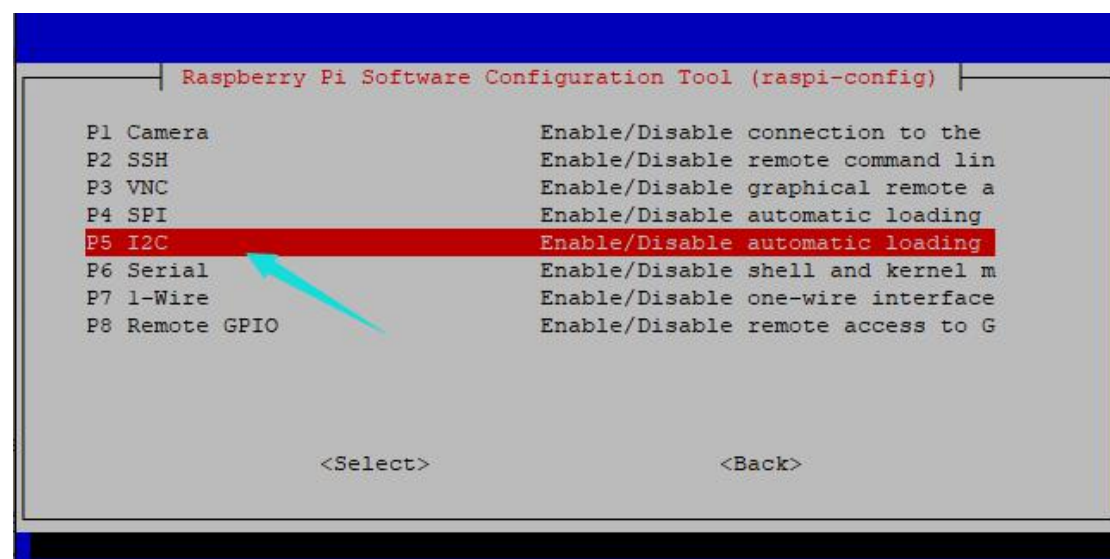 Raspberry Pi Software Configuration Tool (raspi-config)
P1 Camera Enable/Disable connection to the
P2 SSH Enable/Disable remote command lin
P3 VNC Enable/Disable graphical remote a
P4 SPI Enable/Disable automatic loading
P5 I2C Enable/Disable automatic loading
P6 Serial Enable/Disable shell and kernel m
P7 1-Wire Enable/Disable one-wire interface
P8 Remote GPIO Enable/Disable remote access to G
<Select> <Back>